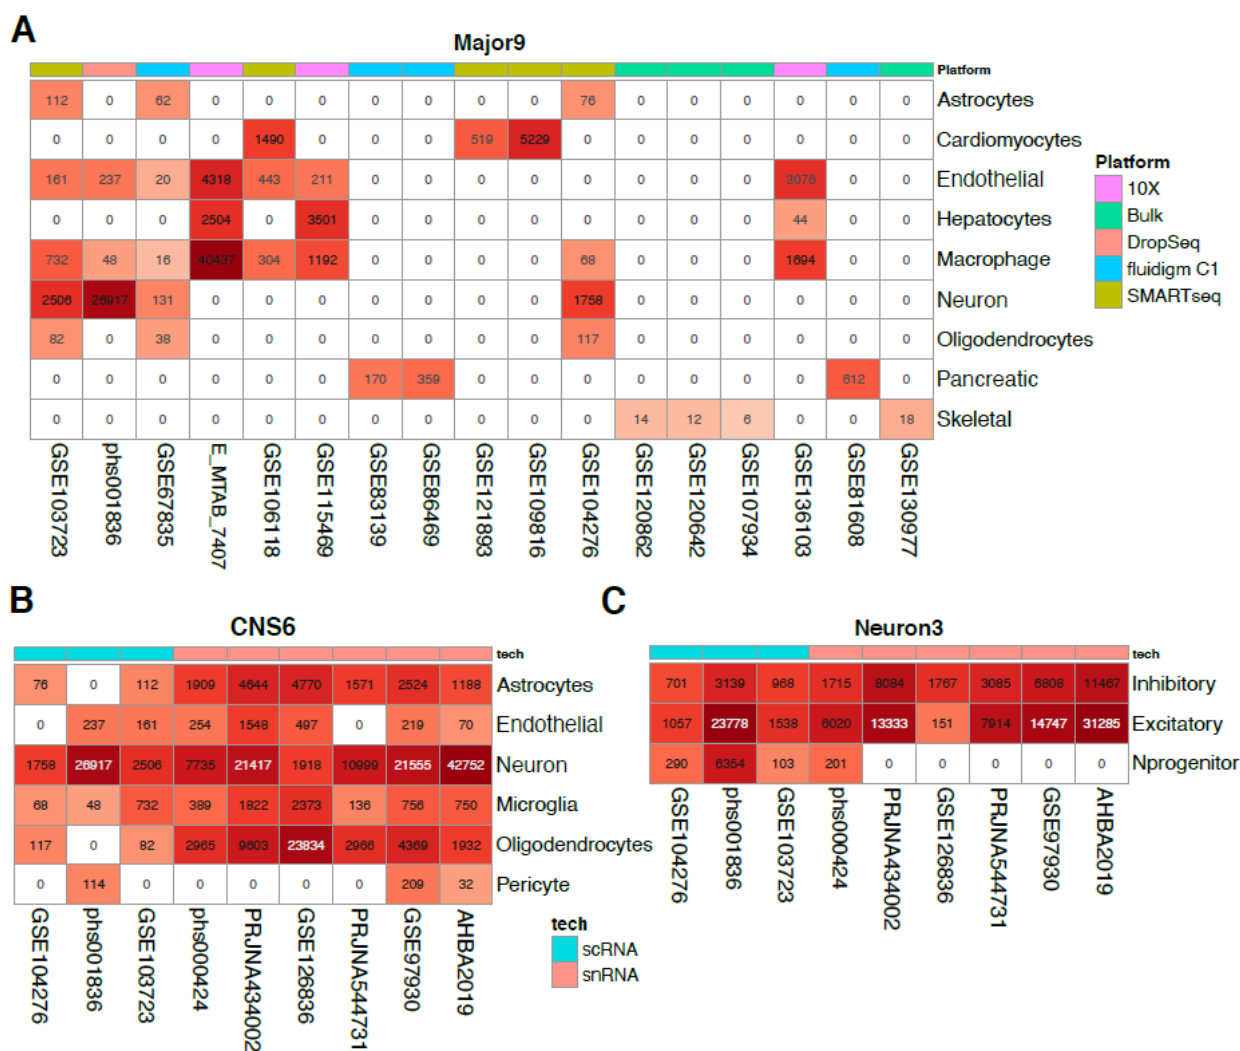 A
Major9
Platform
112 0 62 0 0 0 0 0 0 0 76 0 0 0 0 0 0 Astrocytes
0 0 0 0 1490 0 0 0 519 5229 0 0 0 0 0 0 0 Cardiomyocytes
161 237 20 4318 443 211 0 0 0 0 0 0 0 0 3076 0 0 Endothelial
0 0 0 2504 0 3501 0 0 0 0 0 0 0 0 44 0 0 Hepatocytes
732 48 16 40437 304 1192 0 0 0 0 68 0 0 0 1694 0 0 Macrophage
2506 26917 131 0 0 0 0 0 0 0 1758 0 0 0 0 0 0 Neuron
82 0 38 0 0 0 0 0 0 0 117 0 0 0 0 0 0 Oligodendrocytes
0 0 0 0 0 0 170 359 0 0 0 0 0 0 0 612 0 Pancreatic
0 0 0 0 0 0 0 0 0 0 0 14 12 6 0 0 18 Skeletal
GSE103723
phs001836
GSE67835
E_MTAB_7407
GSE106118
GSE115469
GSE83139
GSE86469
GSE121893
GSE109816
GSE104276
GSE120862
GSE120642
GSE107934
GSE136103
GSE81608
GSE130977
Platform
10X
Bulk
DropSeq
fluidigm C1
SMARTseq
B
CNS6
tech
76 0 112 1909 4644 4770 1571 2524 1188 Astrocytes
0 237 161 254 1548 497 0 219 70 Endothelial
1758 26917 2506 7735 21417 1918 10999 21555 42752 Neuron
68 48 732 389 1822 2373 136 756 750 Microglia
117 0 82 2965 9603 23834 2966 4369 1932 Oligodendrocytes
0 114 0 0 0 0 0 209 32 Pericyte
GSE104276
phs001836
GSE103723
phs000424
PRJNA434002
GSE126836
PRJNA544731
GSE97930
AHBA2019
tech
scRNA
snRNA
C
Neuron3
tech
701 3139 968 1715 8084 1767 3085 6808 11467 Inhibitory
1057 23778 1538 6020 13333 151 7914 14747 31285 Excitatory
290 6354 103 201 0 0 0 0 0 Nprogenitor
GSE104276
phs001836
GSE103723
phs000424
PRJNA434002
GSE126836
PRJNA544731
GSE97930
AHBA2019